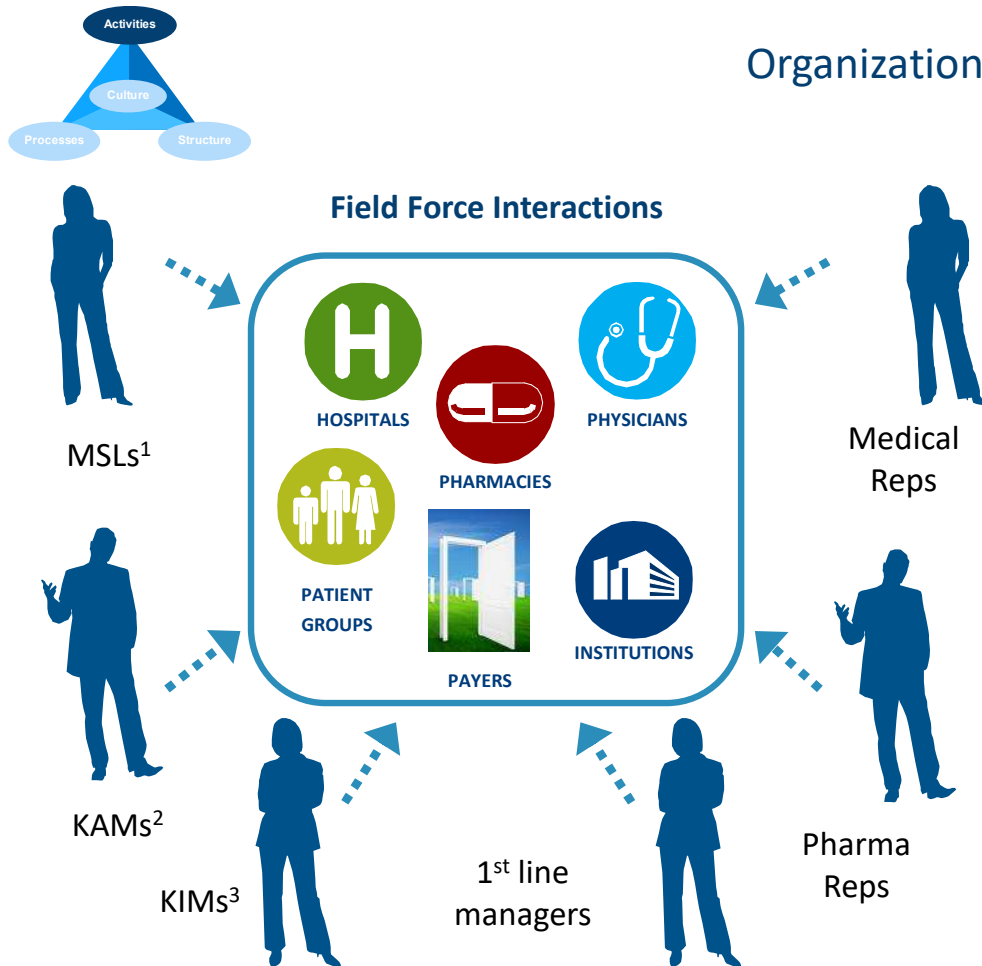 Activities
Culture
Processes
Structure
Organization
Field Force Interactions
H
HOSPITALS
PHYSICIANS
PHARMACIES
PATIENT
GROUPS
INSTITUTIONS
PAYERS
MSLs¹
Medical
Reps
KAMs²
Pharma
Reps
KIMs³
1ˢᵗ line
managers